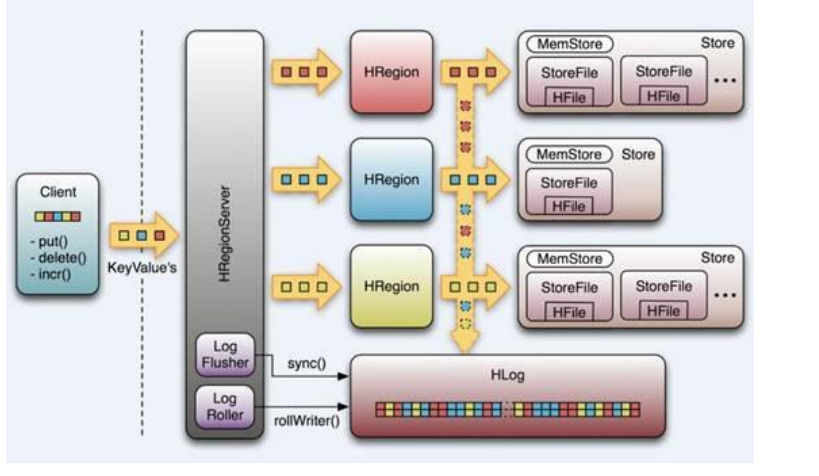 Client
- put()
- delete()
- incr()
KeyValue's
HRegionServer
Log
Flusher
Log
Roller
sync()
rollWriter()
HRegion
MemStore
Store
StoreFile
HFile
StoreFile
HFile
...
HRegion
MemStore
Store
StoreFile
HFile
HRegion
MemStore
Store
StoreFile
HFile
StoreFile
HFile
...
HLog